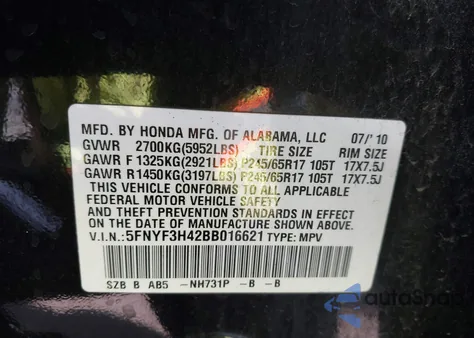 MFD. BY HONDA MFG. OF ALABAMA, LLC 07/'10
GVWR 2700KG(5952LBS) TIRE SIZE RIM SIZE
GAWR F 1325KG(2921LBS) P245/65R17 105T 17X7.5J
GAWR R 1450KG(3197LBS) P245/65R17 105T 17X7.5J
THIS VEHICLE CONFORMS TO ALL APPLICABLE
FEDERAL MOTOR VEHICLE SAFETY
STANDARDS IN EFFECT ON THE DATE OF
MANUFACTURE SHOWN ABOVE.
V.I.N.: 5FNYF3H42BB016621 TYPE: MPV
SZB B AB5 -NH731P -B -B
autoSnap